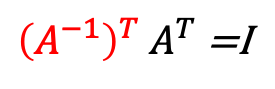 (A⁻¹)ᵀ Aᵀ =I